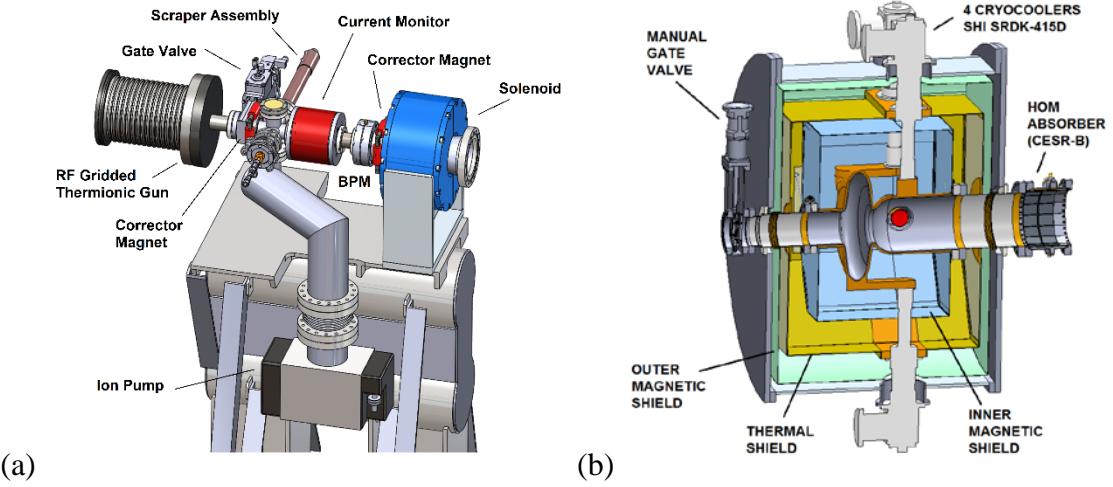 Scraper Assembly
Current Monitor
Gate Valve
Corrector Magnet
Solenoid
RF Gridded
Thermionic Gun
BPM
Corrector
Magnet
Ion Pump
(a)
4 CRYOCOOLERS
SHI SRDK-415D
MANUAL
GATE
VALVE
HOM
ABSORBER
(CESR-B)
OUTER
MAGNETIC
SHIELD
THERMAL
SHIELD
INNER
MAGNETIC
SHIELD
(b)